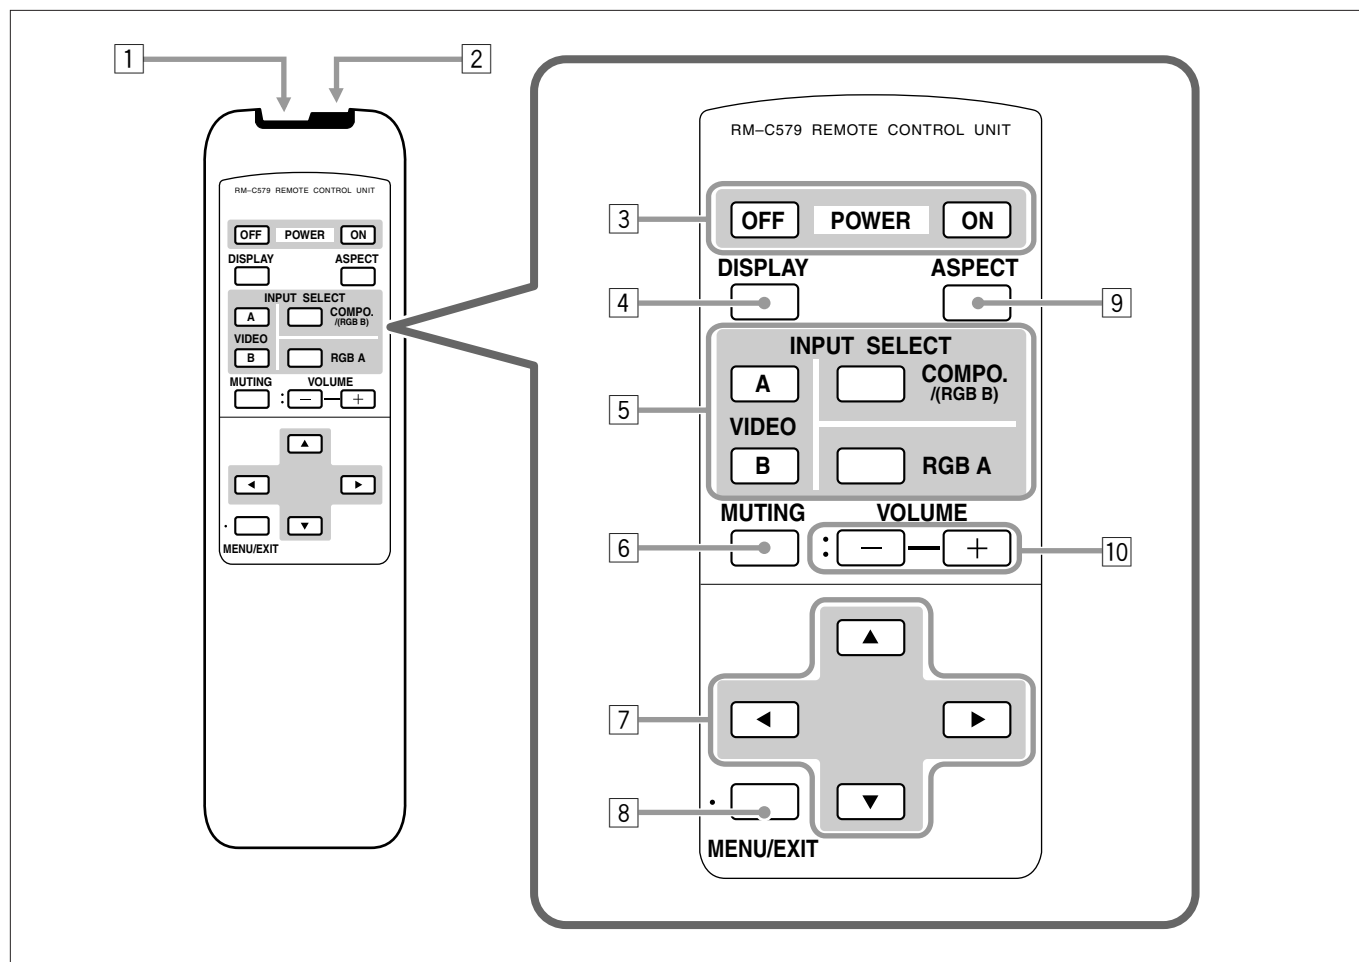 1
2
RM–C579 REMOTE CONTROL UNIT
OFF POWER ON
DISPLAY ASPECT
INPUT SELECT
A COMPO.
/(RGB B)
VIDEO
B RGB A
MUTING VOLUME
: − +
MENU/EXIT
RM–C579 REMOTE CONTROL UNIT
3 OFF POWER ON
DISPLAY ASPECT
4 9
INPUT SELECT
A COMPO.
/(RGB B)
5
VIDEO
B RGB A
MUTING VOLUME
6 : − + 10
7
8
MENU/EXIT